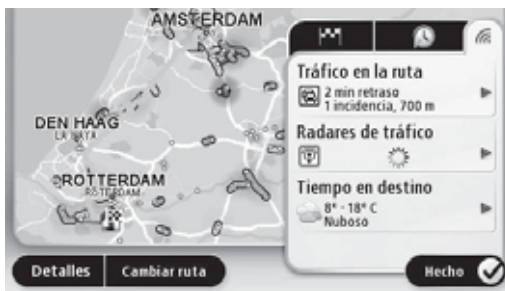 AMSTERDAM
DEN HAAG
LA HAYA
ROTTERDAM
RÓTERDAM
Tráfico en la ruta
2 min retraso
1 incidencia, 700 m
Radares de tráfico
Tiempo en destino
8° - 18° C
Nuboso
Detalles
Cambiar ruta
Hecho